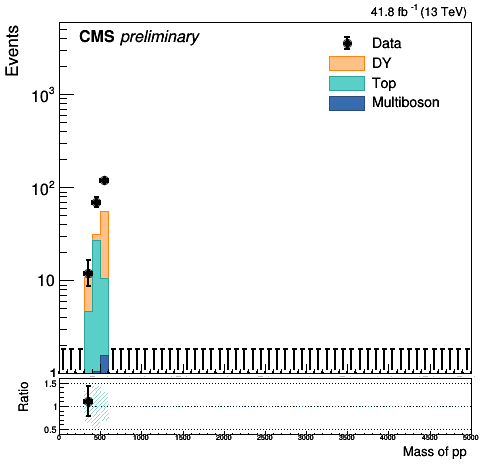 41.8 fb⁻¹ (13 TeV)
CMS preliminary
Events
Data
DY
Top
Multiboson
10³
10²
10
1
Ratio
1.5
1
0.5
0 500 1000 1500 2000 2500 3000 3500 4000 4500 5000
Mass of pp